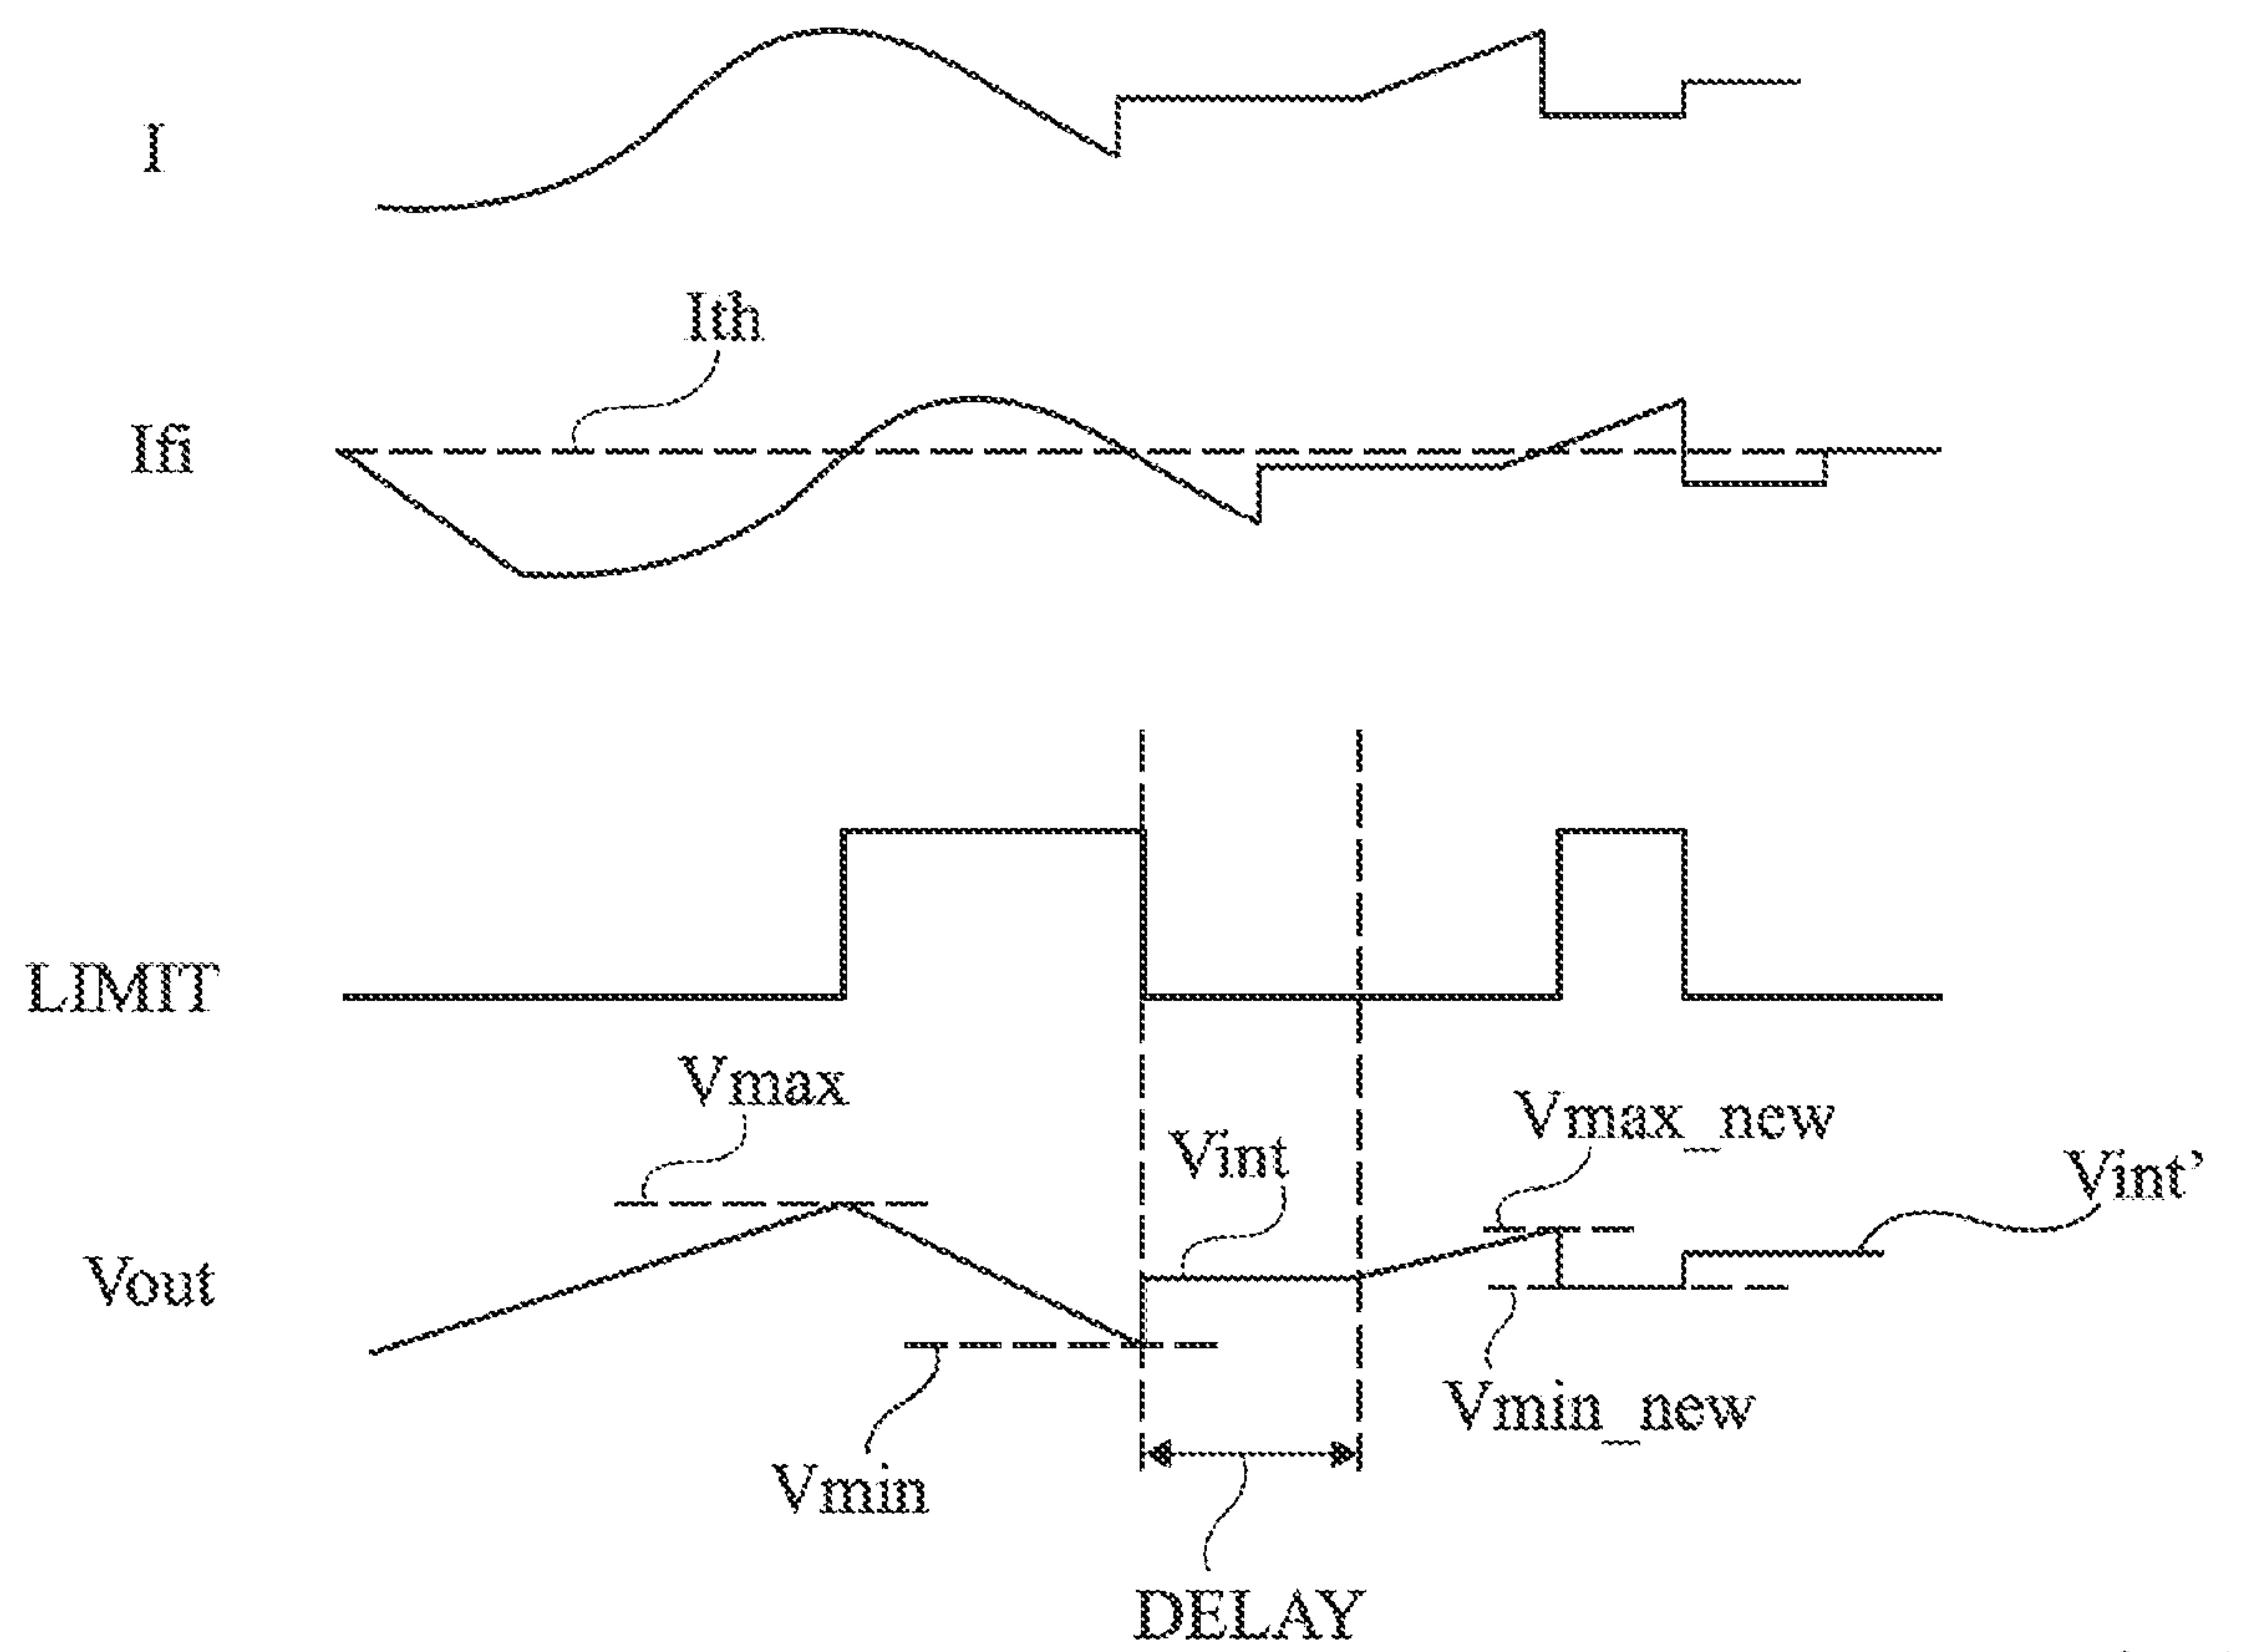 I
Ith
Ifi
LIMIT
Vmax
Vmax_new
Vint
Vint’
Vout
Vmin_new
Vmin
DELAY